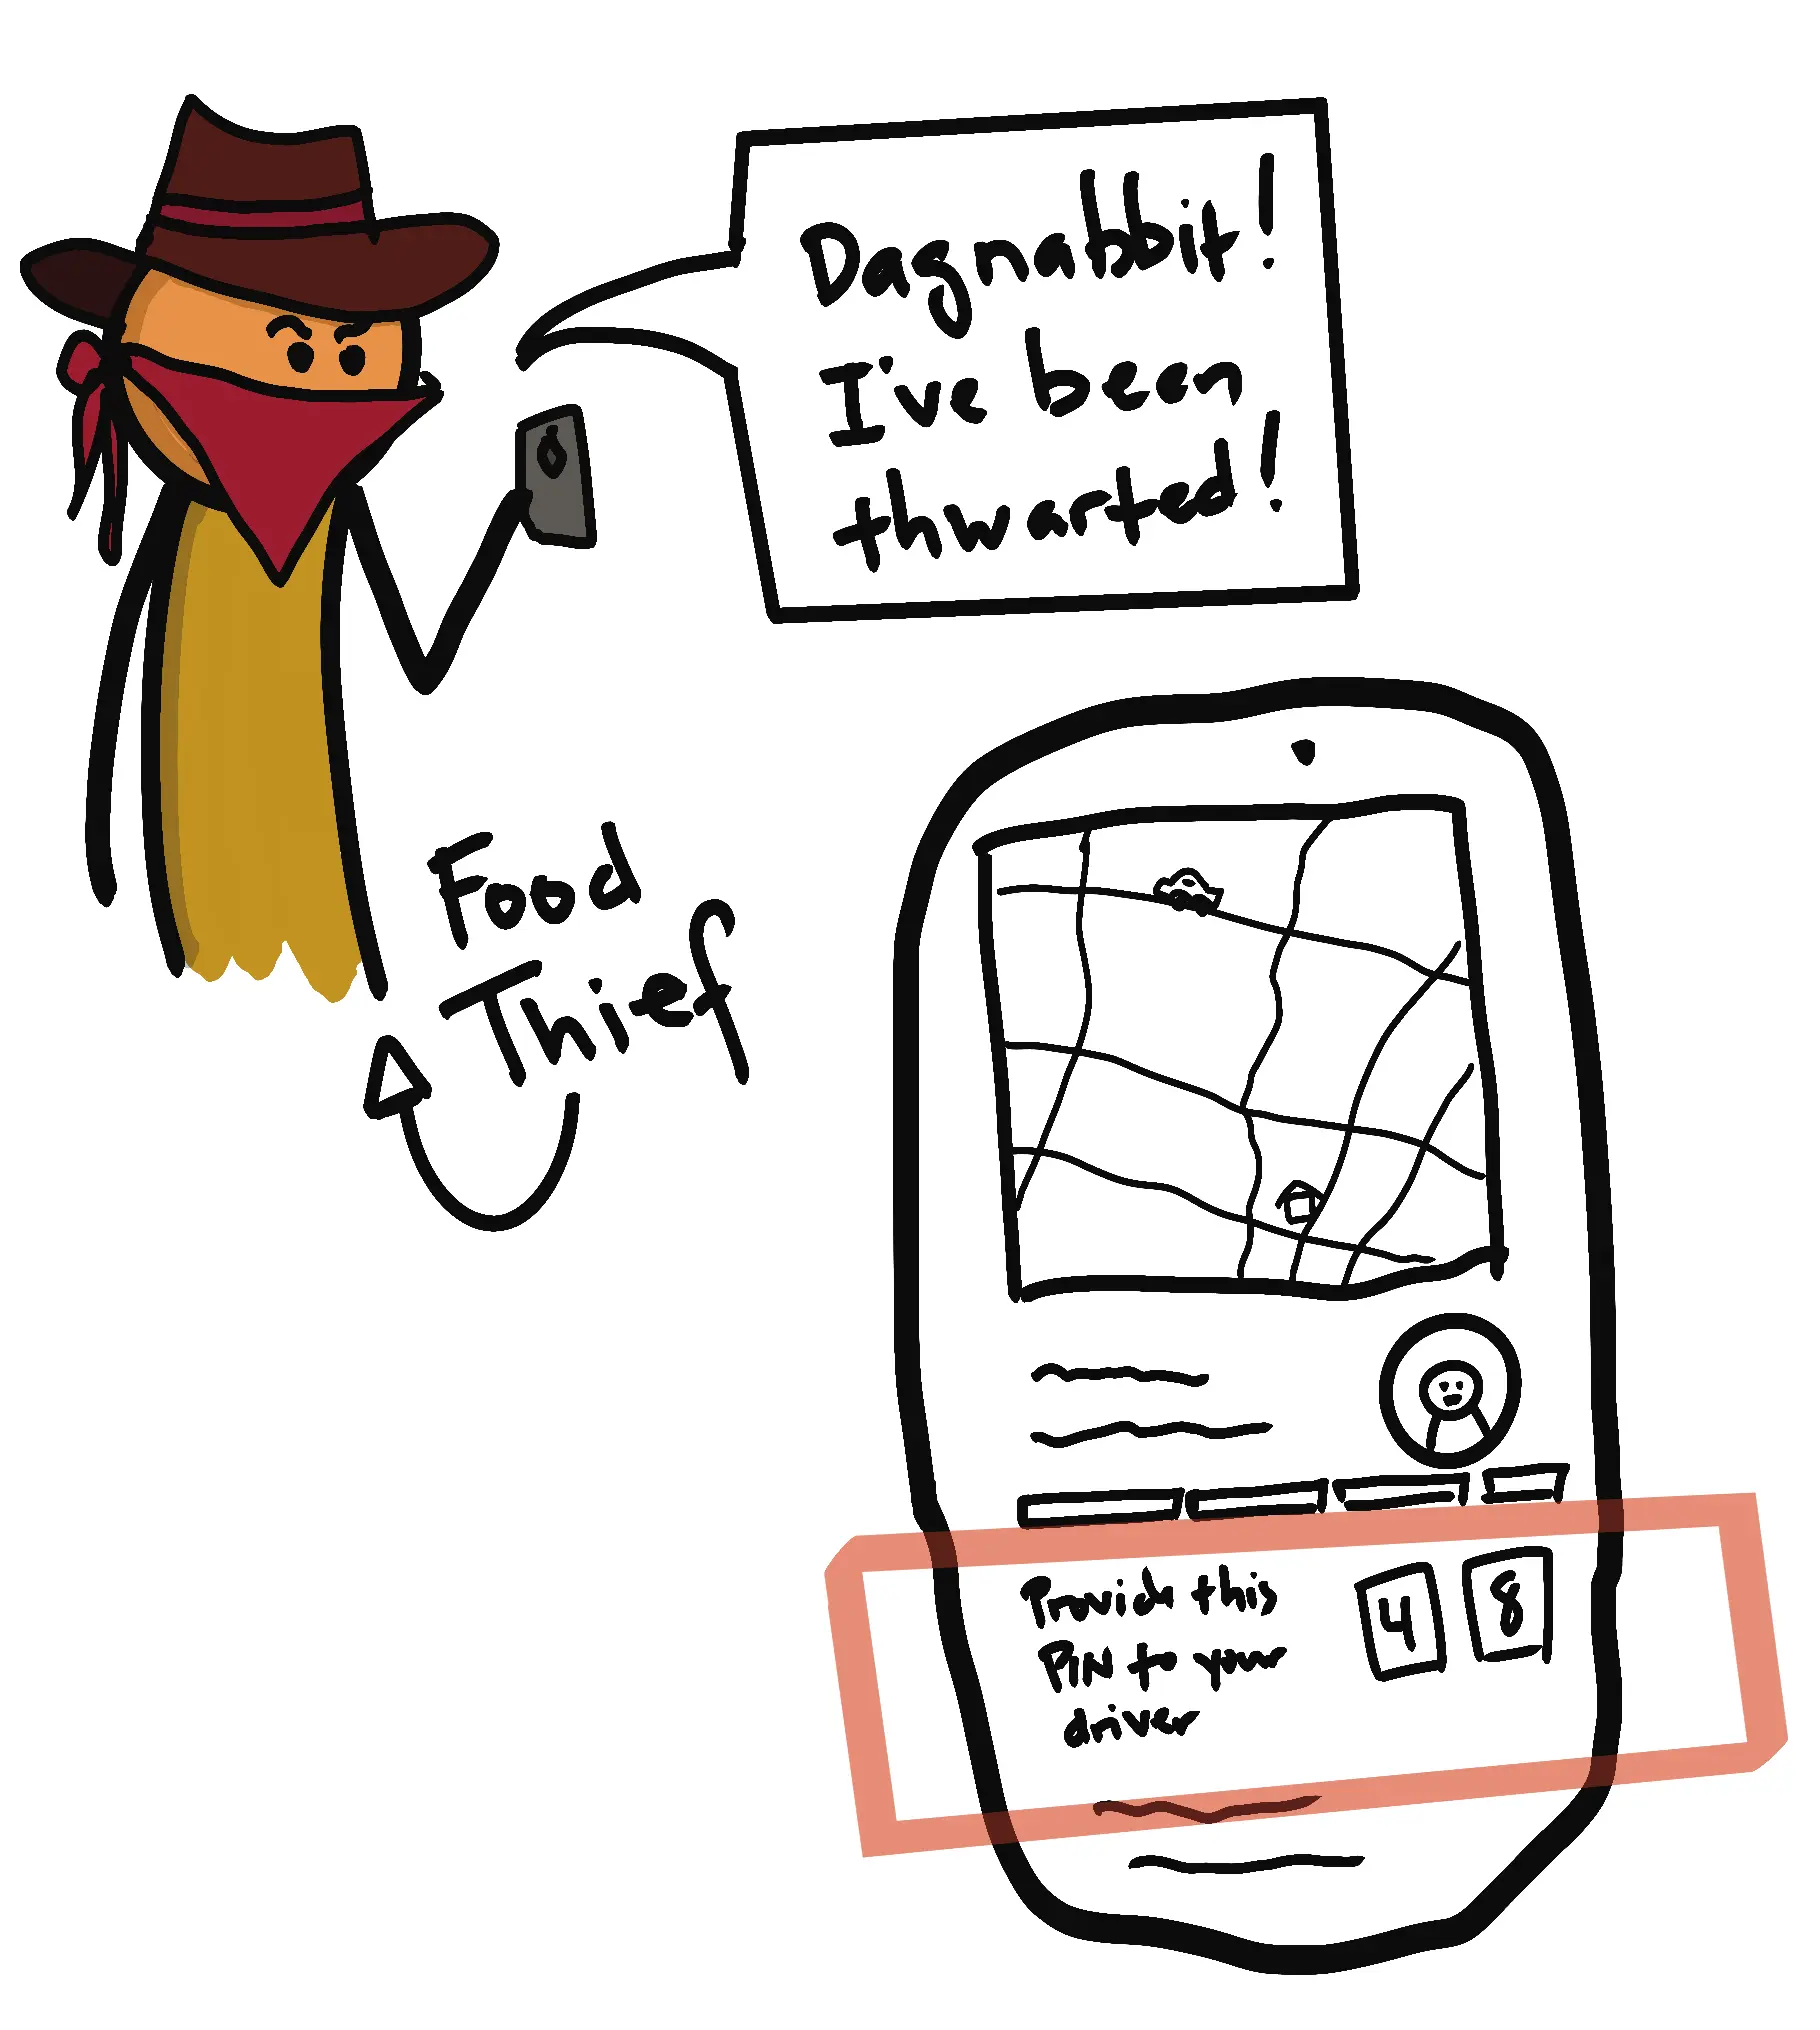 Dagnabbit!
I've been
thwarted!
Food
Thief
Provide this
PIN to your
driver
4 8